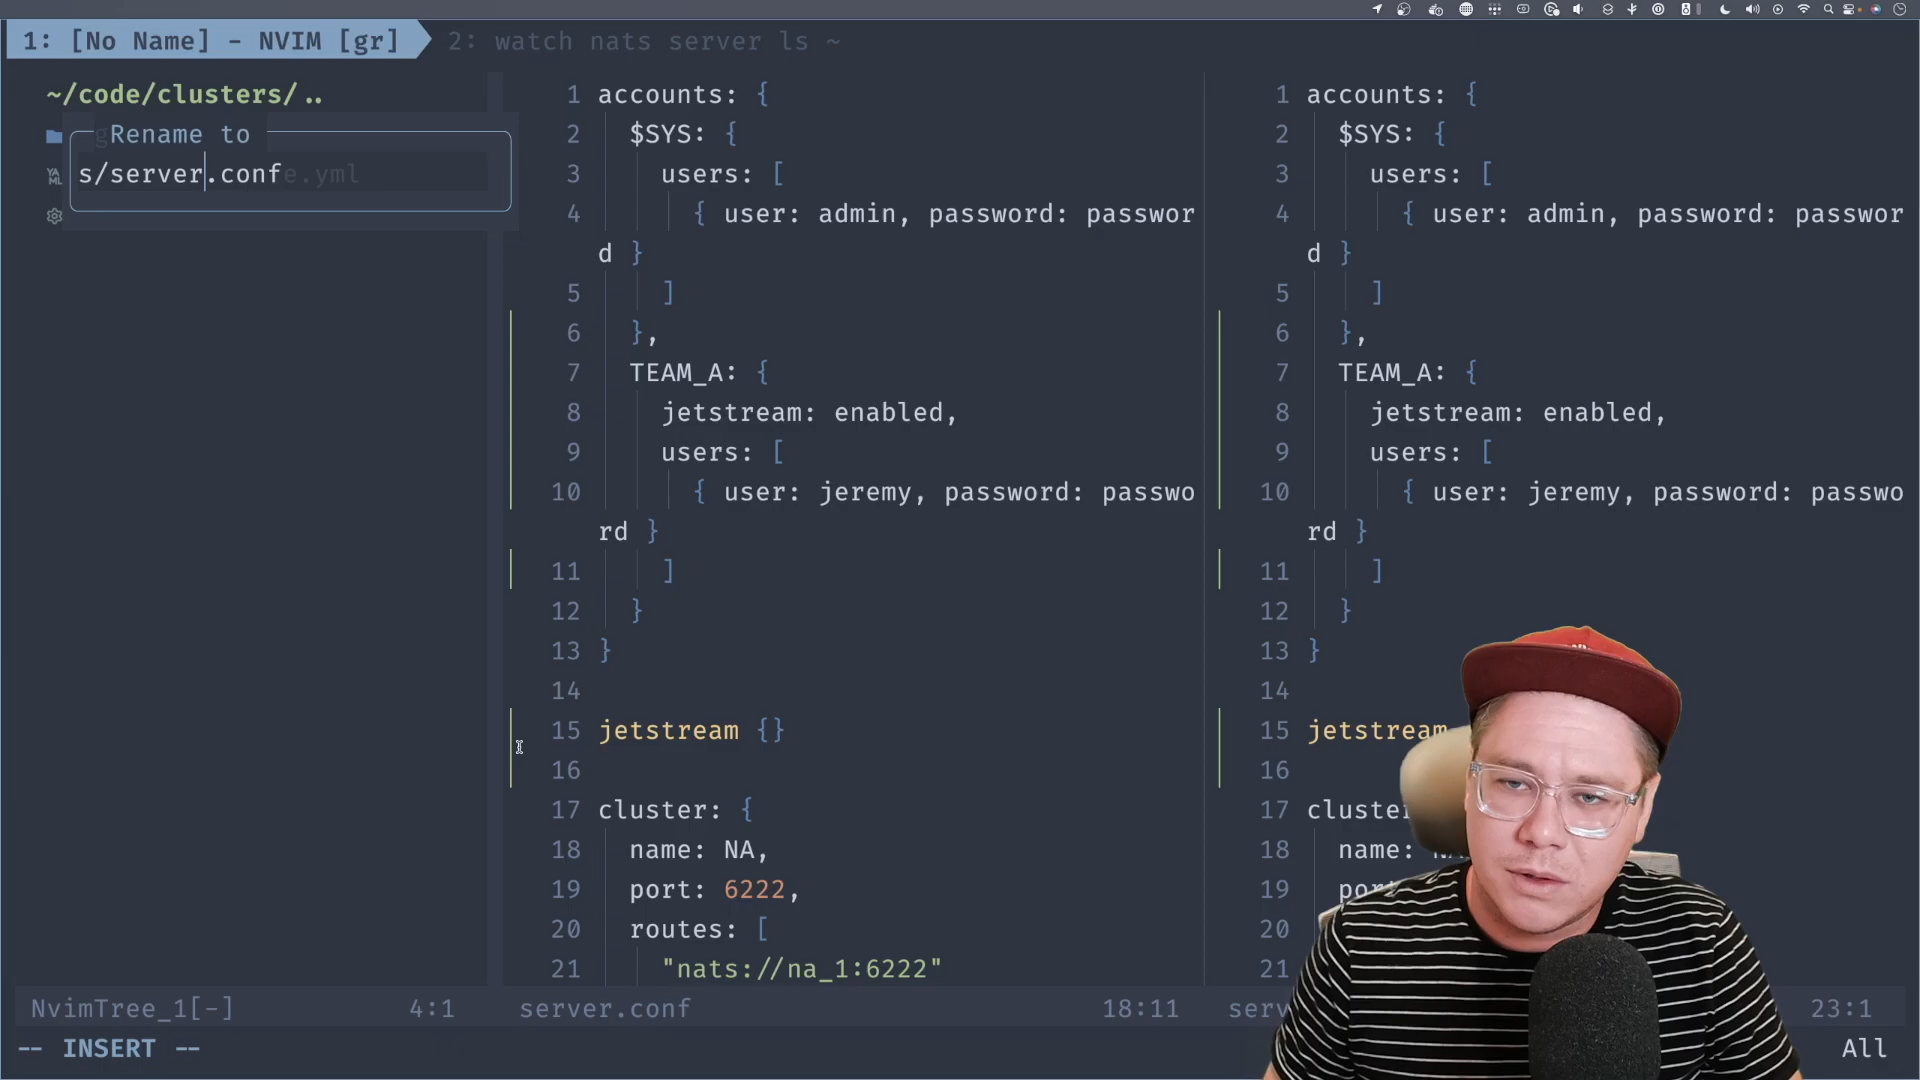 1: [No Name] - NVIM [gr]
2: watch nats server ls ~
~/code/clusters/..
Rename to
s/server.conf
e.yml
1 accounts: {
2 $SYS: {
3 users: [
4 { user: admin, password: passwor
d }
5 ]
6 },
7 TEAM_A: {
8 jetstream: enabled,
9 users: [
10 { user: jeremy, password: passwo
rd }
11 ]
12 }
13 }
14
15 jetstream {}
16
17 cluster: {
18 name: NA,
19 port: 6222,
20 routes: [
21 "nats://na_1:6222"
1 accounts: {
2 $SYS: {
3 users: [
4 { user: admin, password: passwor
d }
5 ]
6 },
7 TEAM_A: {
8 jetstream: enabled,
9 users: [
10 { user: jeremy, password: passwo
rd }
11 ]
12 }
13 }
14
15 jetstream
16
17 cluster
18 name:
19 por
20
21
NvimTree_1[-] 4:1
server.conf 18:11
serv 23:1
-- INSERT -- All